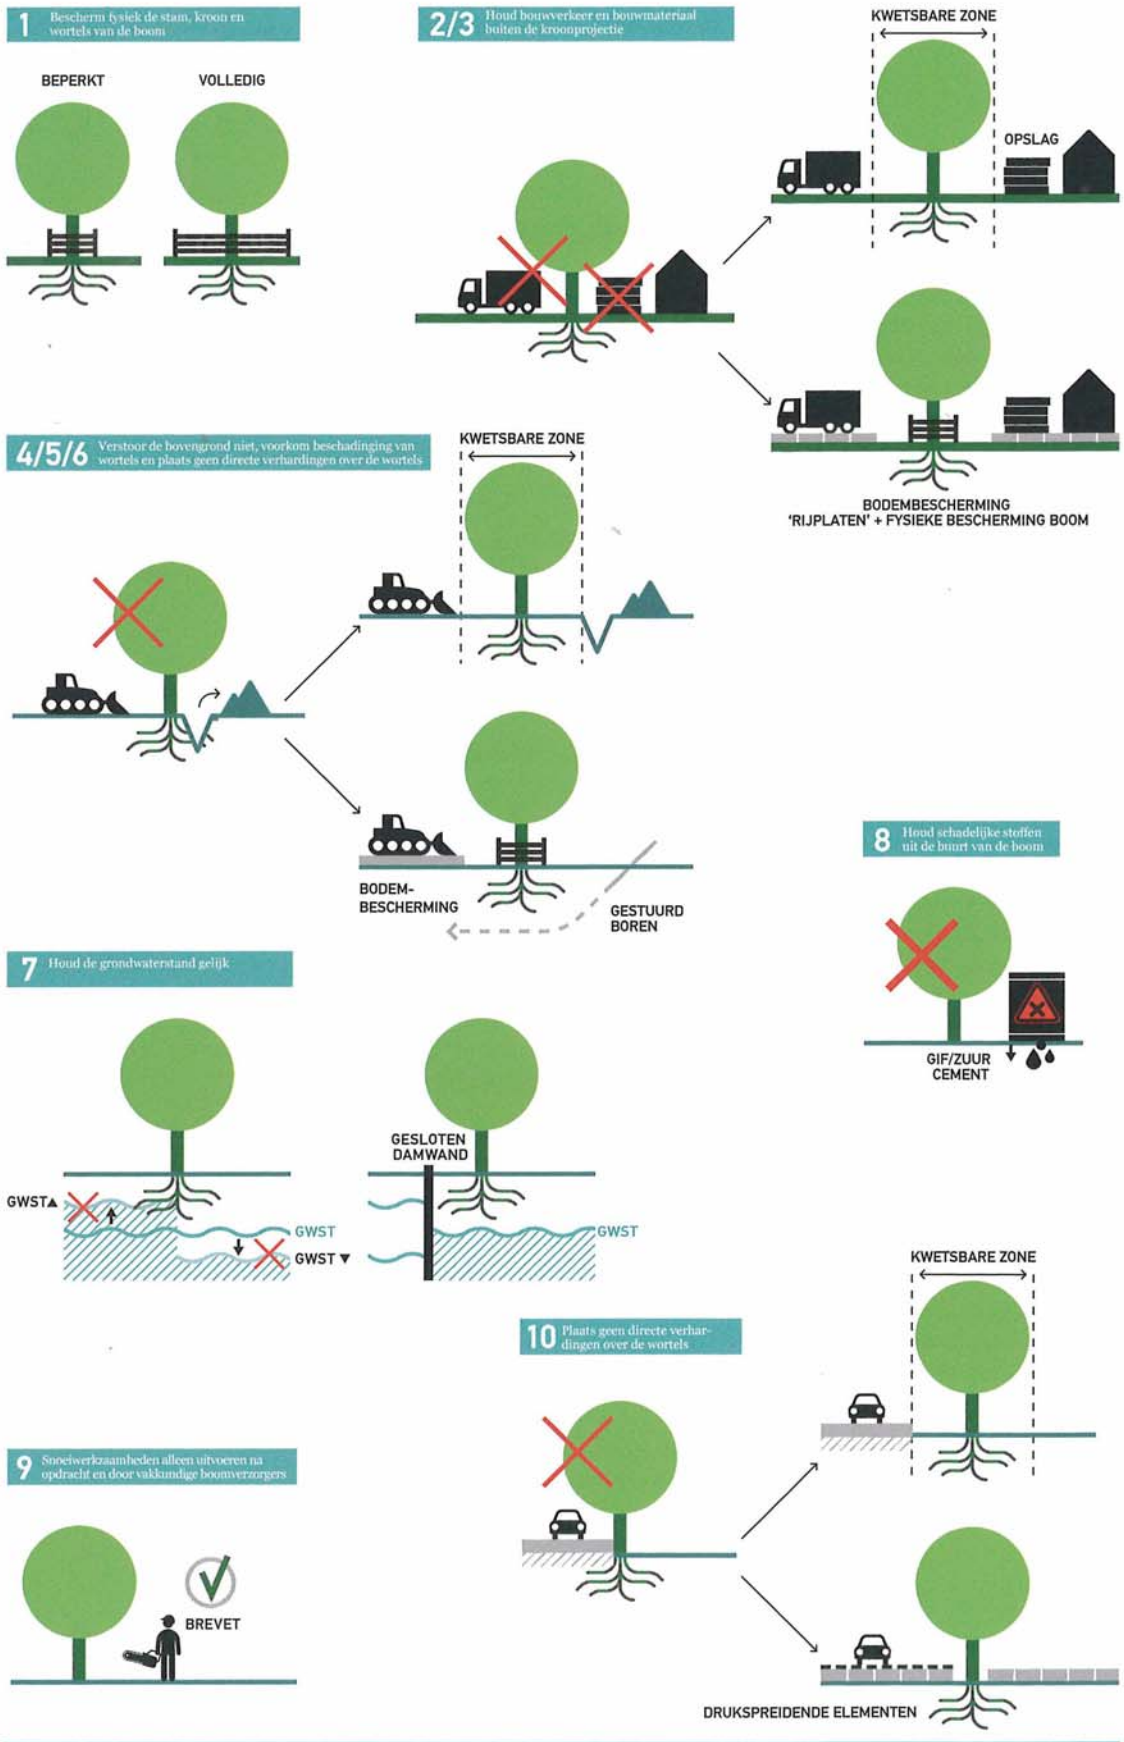 1 Bescherm fysiek de stam, kroon en
wortels van de boom
BEPERKT
VOLLEDIG
2/3 Houd bouwverkeer en bouwmateriaal
buiten de kroonprojectie
KWETSBARE ZONE
OPSLAG
BODEMBESCHERMING
'RIJPLATEN' + FYSIEKE BESCHERMING BOOM
4/5/6 Verstoor de bovengrond niet, voorkom beschadinging van
wortels en plaats geen directe verhardingen over de wortels
KWETSBARE ZONE
BODEM-
BESCHERMING
GESTUURD
BOREN
8 Houd schadelijke stoffen
uit de buurt van de boom
GIF/ZUUR
CEMENT
7 Houd de grondwaterstand gelijk
GWST▲
GWST
GWST ▼
GESLOTEN
DAMWAND
GWST
10 Plaats geen directe verhar-
dingen over de wortels
KWETSBARE ZONE
DRUKSPREIDENDE ELEMENTEN
9 Snoeiwerkzaamheden alleen uitvoeren na
opdracht en door vakkundige boomverzorgers
BREVET